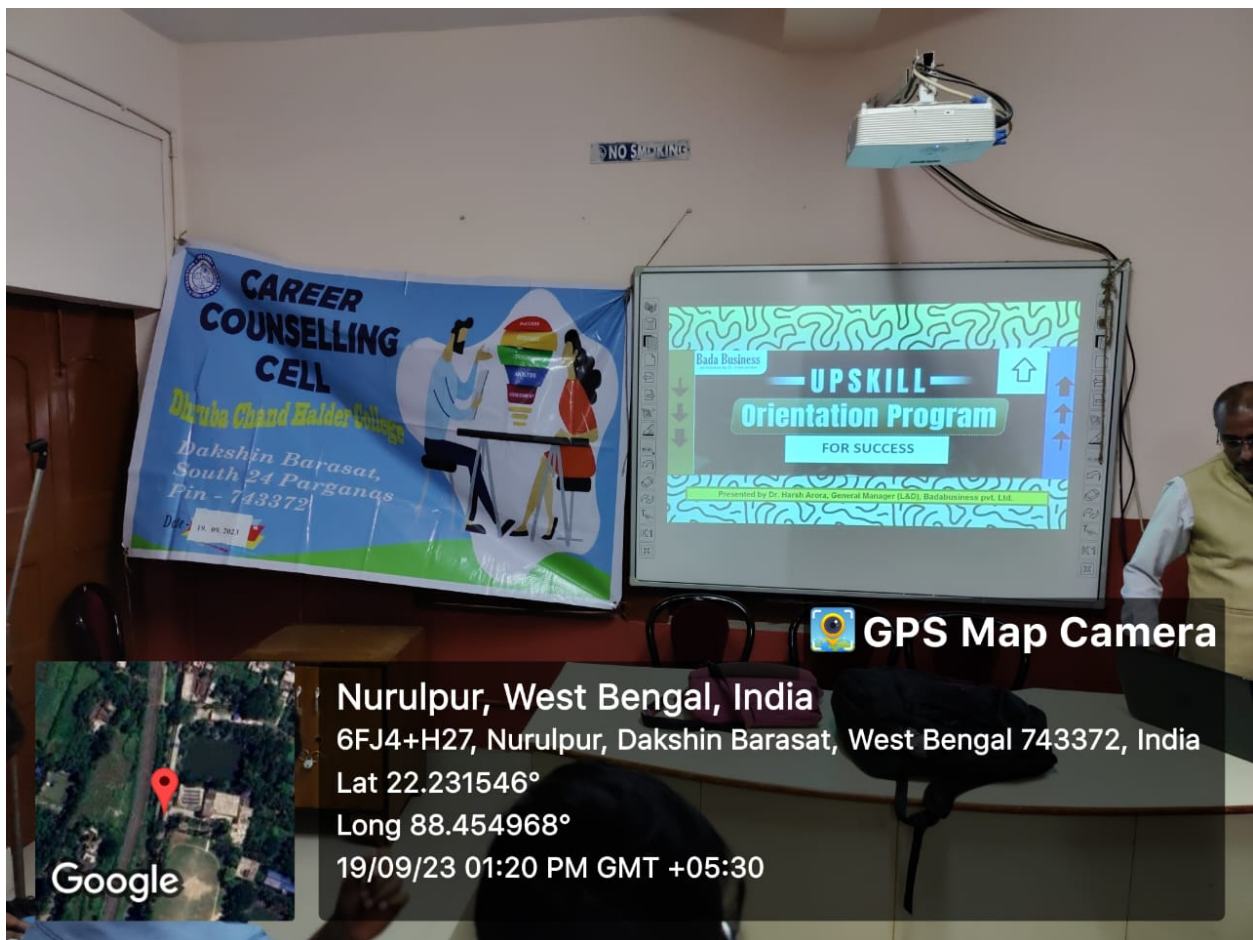 NO SMOKING
CAREER
COUNSELLING
CELL
Dhruba Chand Halder College
Dakshin Barasat,
South 24 Parganas
Pin - 743372
Date :
19. 09. 2023
SUCCESS
Bada Business
UPSKILL
Orientation Program
FOR SUCCESS
Presented by Dr. Harsh Arora, General Manager (L&D), Badabusiness pvt. Ltd.
GPS Map Camera
Nurulpur, West Bengal, India
6FJ4+H27, Nurulpur, Dakshin Barasat, West Bengal 743372, India
Lat 22.231546°
Long 88.454968°
19/09/23 01:20 PM GMT +05:30
Google